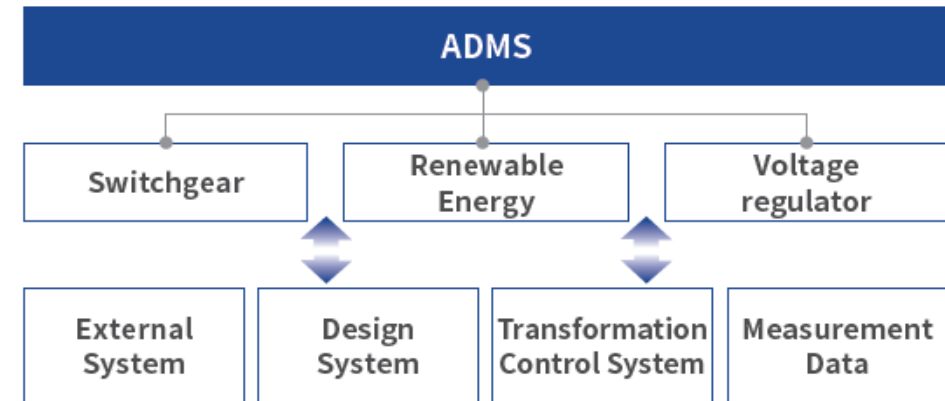 ADMS
Switchgear
Renewable
Energy
Voltage
regulator
External
System
Design
System
Transformation
Control System
Measurement
Data